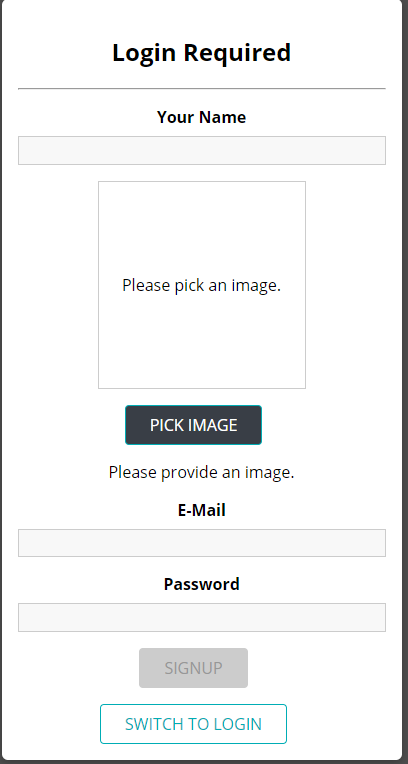 Login Required
Your Name
Please pick an image.
PICK IMAGE
Please provide an image.
E-Mail
Password
SIGNUP
SWITCH TO LOGIN